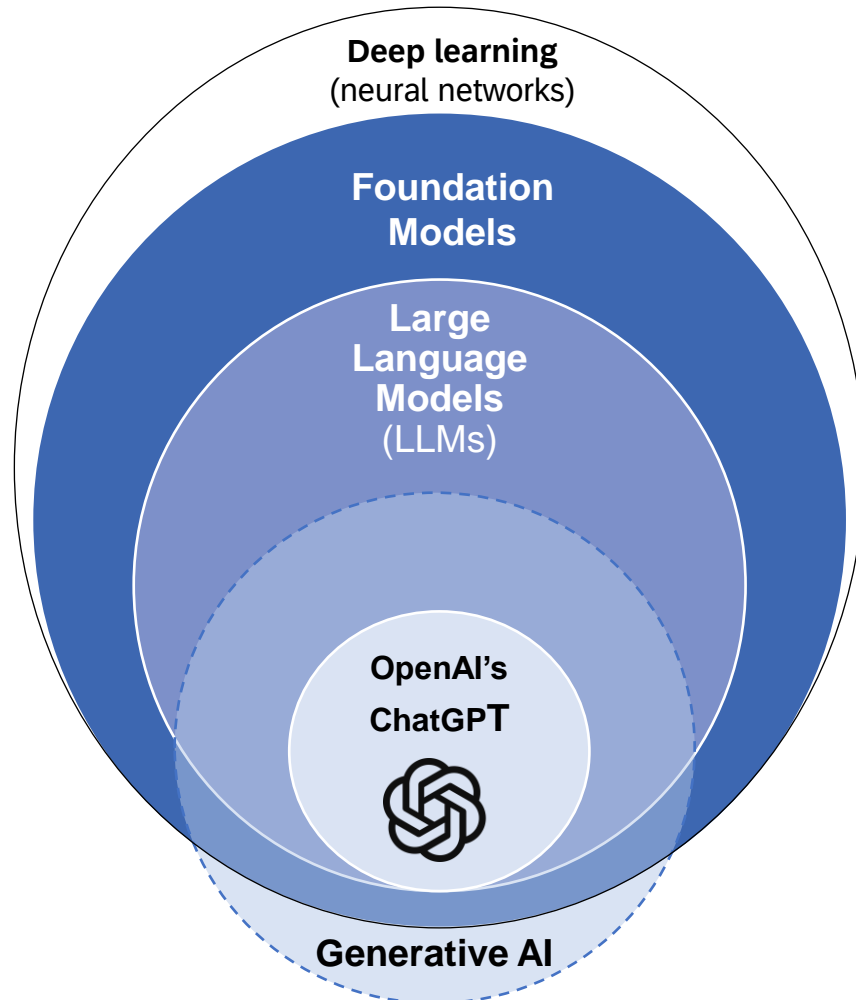 Deep learning
(neural networks)
Foundation
Models
Large
Language
Models
(LLMs)
OpenAI’s
ChatGPT
Generative AI